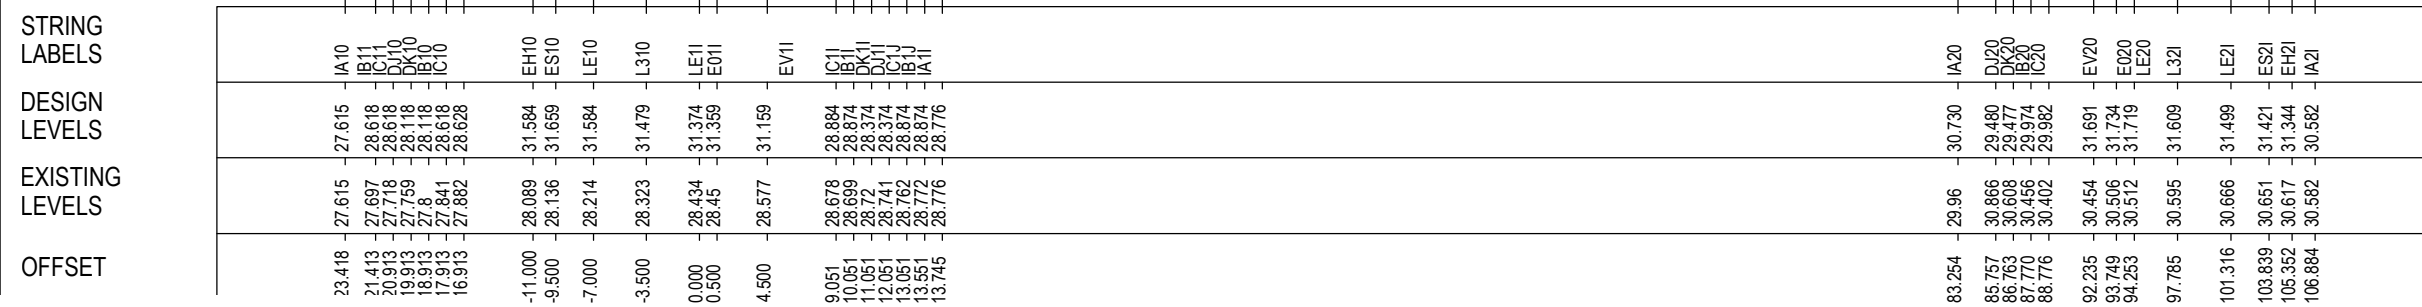 STRING
LABELS
IA10 IB11 IC11 DJ10 DK10 IB10 IC10 EH10 ES10 LE10 L310 LE1I E01I EV1I IC1I IB1I DK1I DJ1I IC1J IB1J IA1I IA20 DJ20 DK20 IB20 IC20 EV20 E020 LE20 L32I LE2I ES2I EH2I IA2I
DESIGN
LEVELS
27.615 28.618 28.618 28.118 28.118 28.618 28.628 31.584 31.659 31.584 31.479 31.374 31.359 31.159 28.884 28.874 28.374 28.374 28.874 28.874 28.776 30.730 29.480 29.477 29.974 29.982 31.691 31.734 31.719 31.609 31.499 31.421 31.344 30.582
EXISTING
LEVELS
27.615 27.697 27.718 27.759 27.8 27.841 27.882 28.089 28.136 28.214 28.323 28.434 28.45 28.577 28.678 28.699 28.72 28.741 28.762 28.772 28.776 29.96 30.866 30.608 30.456 30.402 30.454 30.506 30.512 30.595 30.666 30.651 30.617 30.582
OFFSET
23.418 21.413 20.913 19.913 18.913 17.913 16.913 -11.000 -9.500 -7.000 -3.500 0.000 0.500 4.500 9.051 10.051 11.051 12.051 13.051 13.551 13.745 83.254 85.757 86.763 87.770 88.776 92.235 93.749 94.253 97.785 101.316 103.839 105.352 106.884